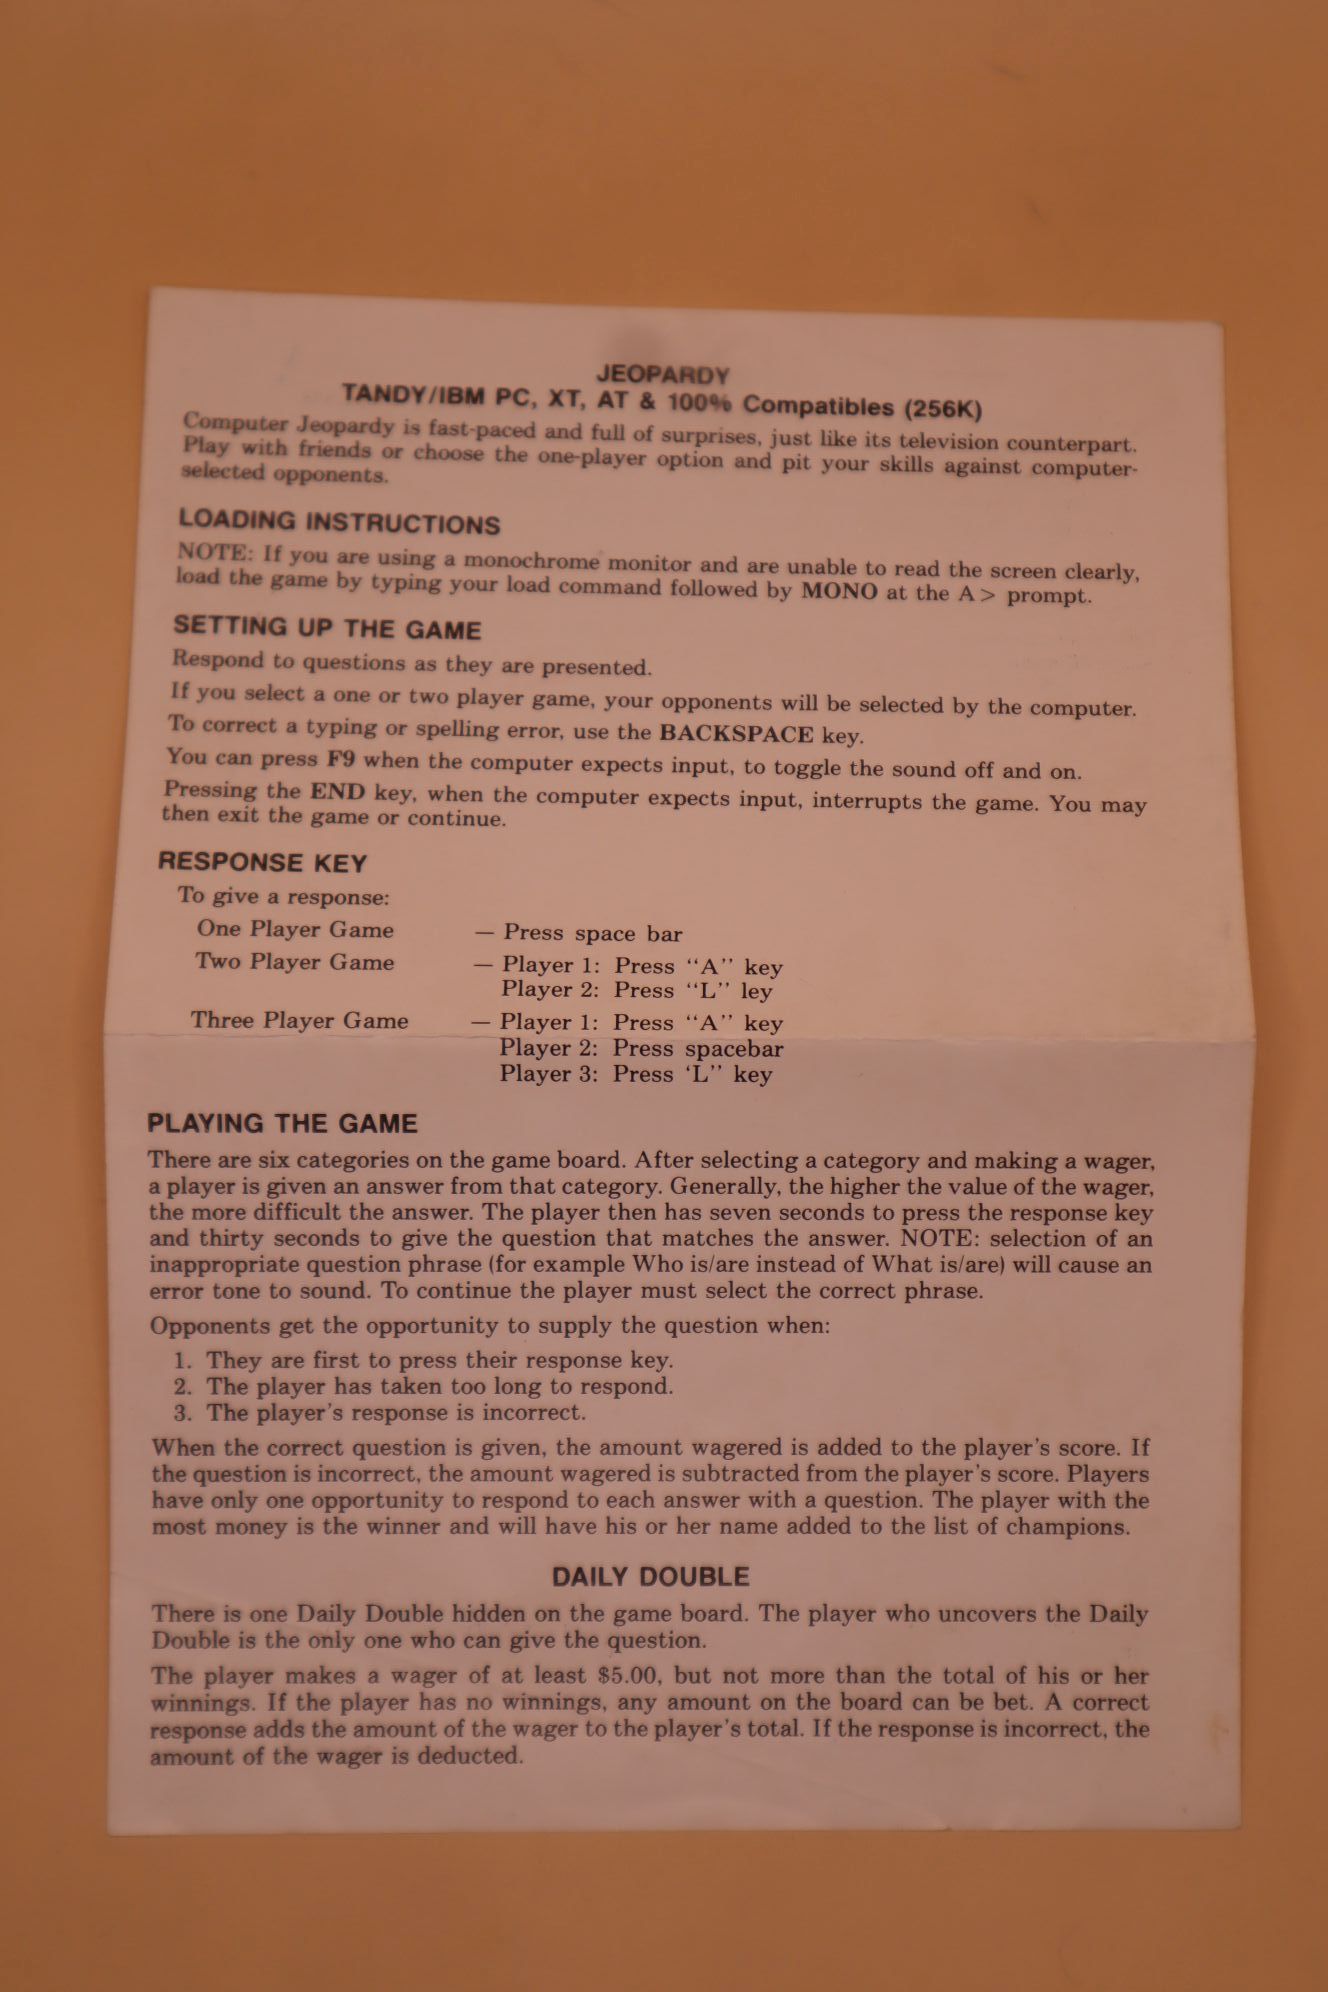 JEOPARDY
TANDY/IBM PC, XT, AT & 100% Compatibles (256K)
Computer Jeopardy is fast-paced and full of surprises, just like its television counterpart.
Play with friends or choose the one-player option and pit your skills against computer-
selected opponents.
LOADING INSTRUCTIONS
NOTE: If you are using a monochrome monitor and are unable to read the screen clearly,
load the game by typing your load command followed by MONO at the A> prompt.
SETTING UP THE GAME
Respond to questions as they are presented.
If you select a one or two player game, your opponents will be selected by the computer.
To correct a typing or spelling error, use the BACKSPACE key.
You can press F9 when the computer expects input, to toggle the sound off and on.
Pressing the END key, when the computer expects input, interrupts the game. You may
then exit the game or continue.
RESPONSE KEY
To give a response:
One Player Game — Press space bar
Two Player Game — Player 1: Press "A" key
Player 2: Press "L" ley
Three Player Game — Player 1: Press "A" key
Player 2: Press spacebar
Player 3: Press 'L" key
PLAYING THE GAME
There are six categories on the game board. After selecting a category and making a wager,
a player is given an answer from that category. Generally, the higher the value of the wager,
the more difficult the answer. The player then has seven seconds to press the response key
and thirty seconds to give the question that matches the answer. NOTE: selection of an
inappropriate question phrase (for example Who is/are instead of What is/are) will cause an
error tone to sound. To continue the player must select the correct phrase.
Opponents get the opportunity to supply the question when:
1. They are first to press their response key.
2. The player has taken too long to respond.
3. The player's response is incorrect.
When the correct question is given, the amount wagered is added to the player's score. If
the question is incorrect, the amount wagered is subtracted from the player's score. Players
have only one opportunity to respond to each answer with a question. The player with the
most money is the winner and will have his or her name added to the list of champions.
DAILY DOUBLE
There is one Daily Double hidden on the game board. The player who uncovers the Daily
Double is the only one who can give the question.
The player makes a wager of at least $5.00, but not more than the total of his or her
winnings. If the player has no winnings, any amount on the board can be bet. A correct
response adds the amount of the wager to the player's total. If the response is incorrect, the
amount of the wager is deducted.